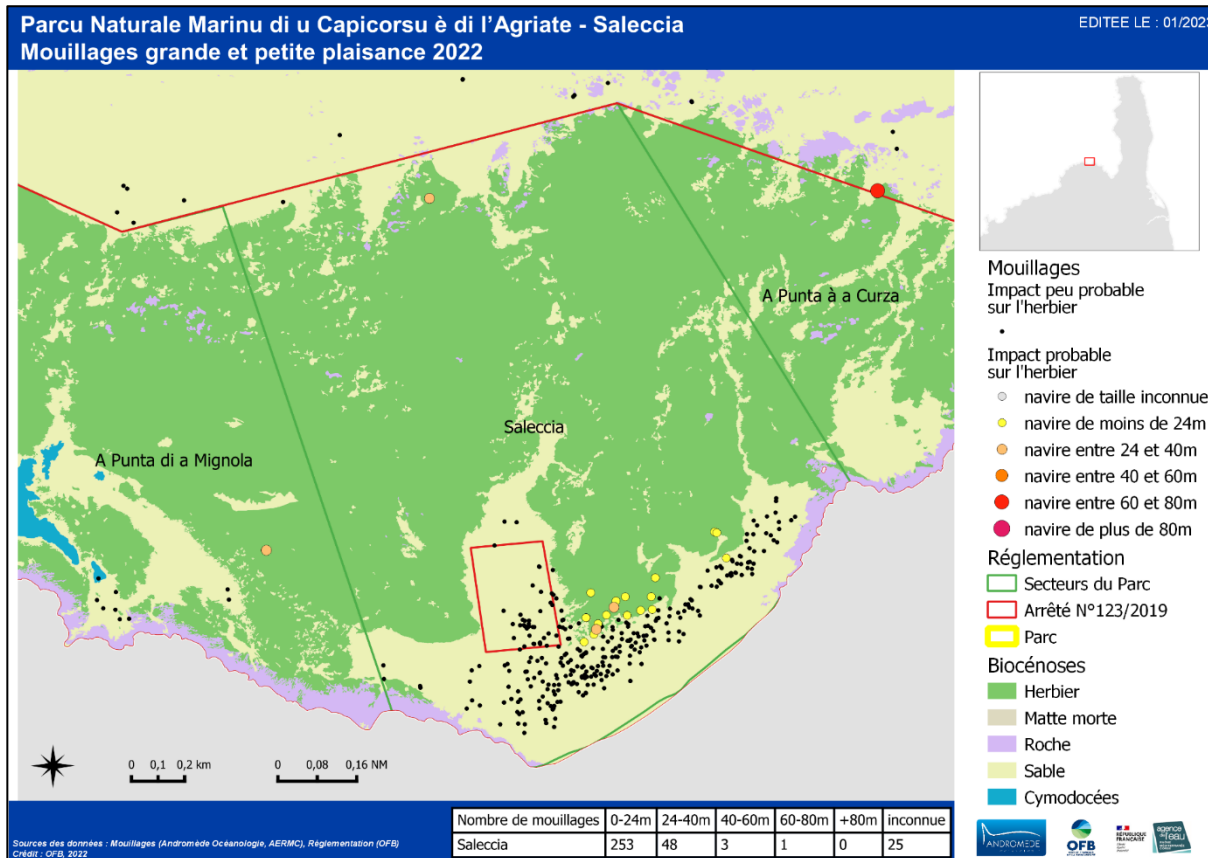 Parcu Naturale Marinu di u Capicorsu è di l'Agriate - Saleccia
EDITEE LE : 01/2023
Mouillages grande et petite plaisance 2022
A Punta à a Curza
Saleccia
A Punta di a Mignola
0 0,1 0,2 km
0 0,08 0,16 NM
Mouillages
Impact peu probable
sur l'herbier
Impact probable
sur l'herbier
navire de taille inconnue
navire de moins de 24m
navire entre 24 et 40m
navire entre 40 et 60m
navire entre 60 et 80m
navire de plus de 80m
Réglementation
Secteurs du Parc
Arrêté N°123/2019
Parc
Biocénoses
Herbier
Matte morte
Roche
Sable
Cymodocées
Nombre de mouillages 0-24m 24-40m 40-60m 60-80m +80m inconnue
Saleccia 253 48 3 1 0 25
Sources des données : Mouillages (Andromède Océanologie, AERMC), Réglementation (OFB)
Crédit : OFB, 2022
ANDROMEDE
OFB
RÉPUBLIQUE
FRANÇAISE
agence
de l'eau